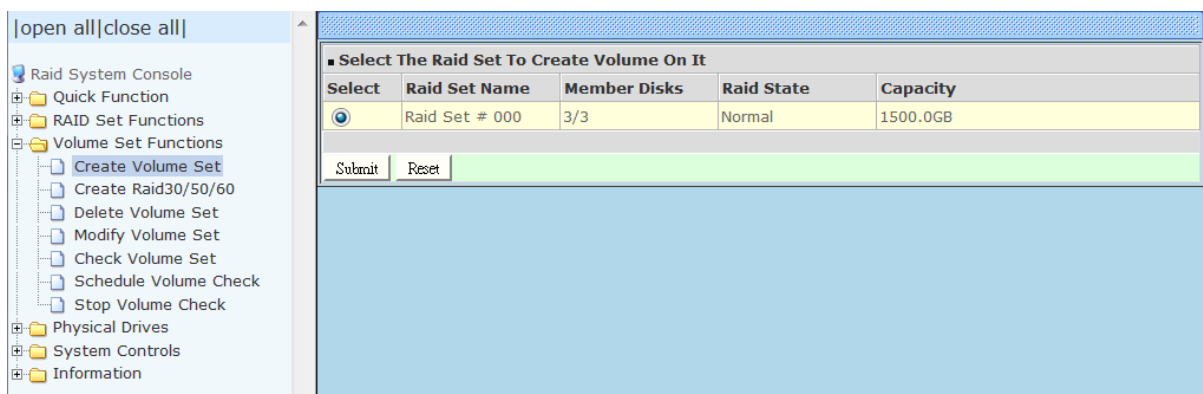 |open all|close all|
Raid System Console
Quick Function
RAID Set Functions
Volume Set Functions
Create Volume Set
Create Raid30/50/60
Delete Volume Set
Modify Volume Set
Check Volume Set
Schedule Volume Check
Stop Volume Check
Physical Drives
System Controls
Information
Select The Raid Set To Create Volume On It
Select Raid Set Name Member Disks Raid State Capacity
Raid Set # 000 3/3 Normal 1500.0GB
Submit Reset